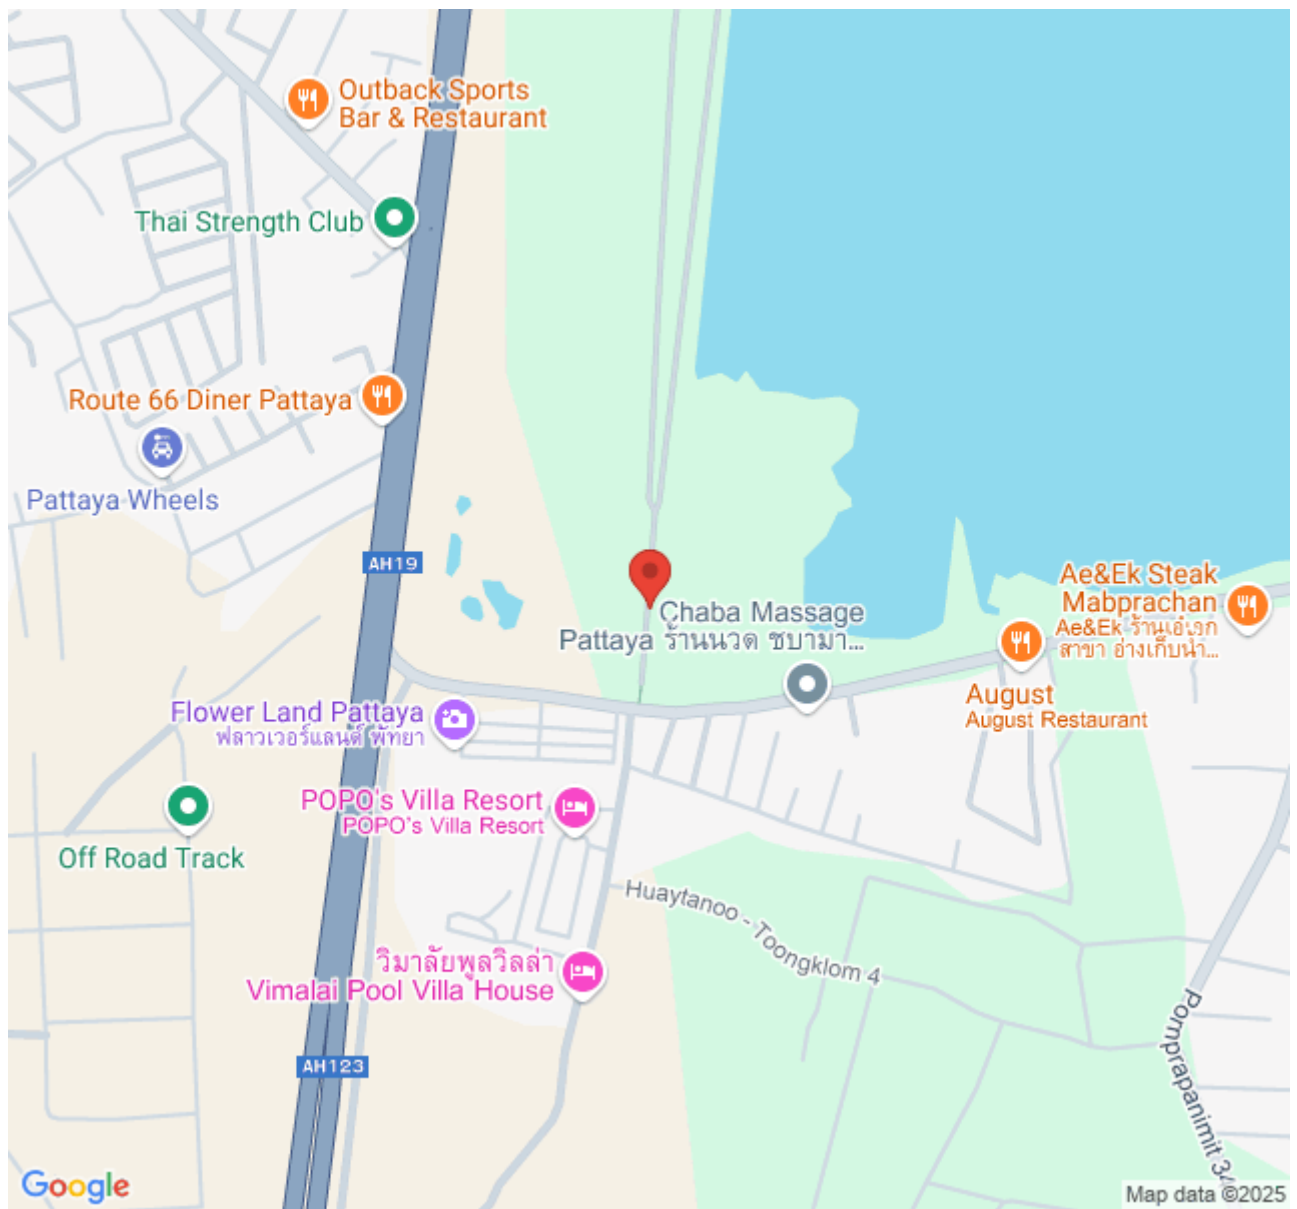 Outback Sports
Bar & Restaurant
Thai Strength Club
Route 66 Diner Pattaya
Pattaya Wheels
AH19
Chaba Massage
Pattaya ร้านนวด ชบามา...
Ae&Ek Steak
Mabprachan
Ae&Ek ร้านเอ๋เอก
สาขา อ่างเก็บน้ำ...
August
August Restaurant
Flower Land Pattaya
ฟลาวเวอร์แลนด์ พัทยา
POPO's Villa Resort
POPO's Villa Resort
Off Road Track
Huaytanoo - Toongklom 4
วิมาลัยพูลวิลล่า
Vimalai Pool Villa House
Pornprapanimit 34
AH123
Google
Map data ©2025